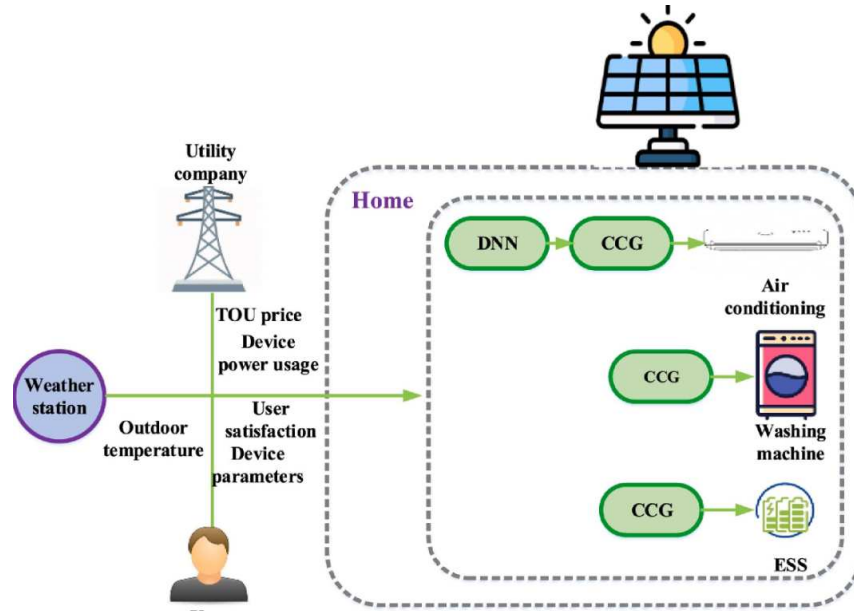 Utility
company
Home
DNN
CCG
TOU price
Device
power usage
Air
conditioning
Weather
station
CCG
Outdoor
temperature
User
satisfaction
Device
parameters
Washing
machine
CCG
ESS